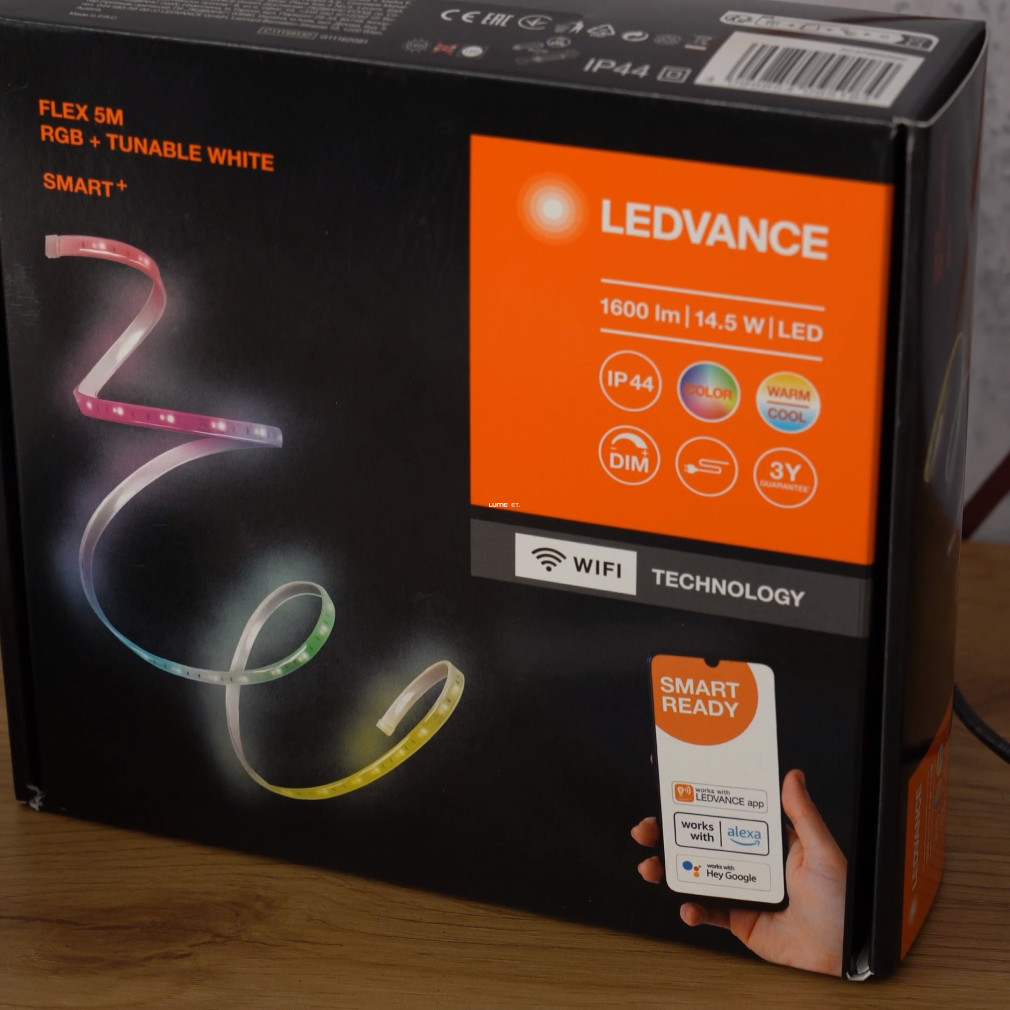 IP44
FLEX 5M
RGB + TUNABLE WHITE
SMART+
LEDVANCE
1600 lm | 14.5 W | LED
IP44
COLOR
WARM
COOL
DIM
3Y
GUARANTEE
WIFI
TECHNOLOGY
SMART
READY
works with
LEDVANCE app
works
with
alexa
works with
Hey Google
LEDVANCE